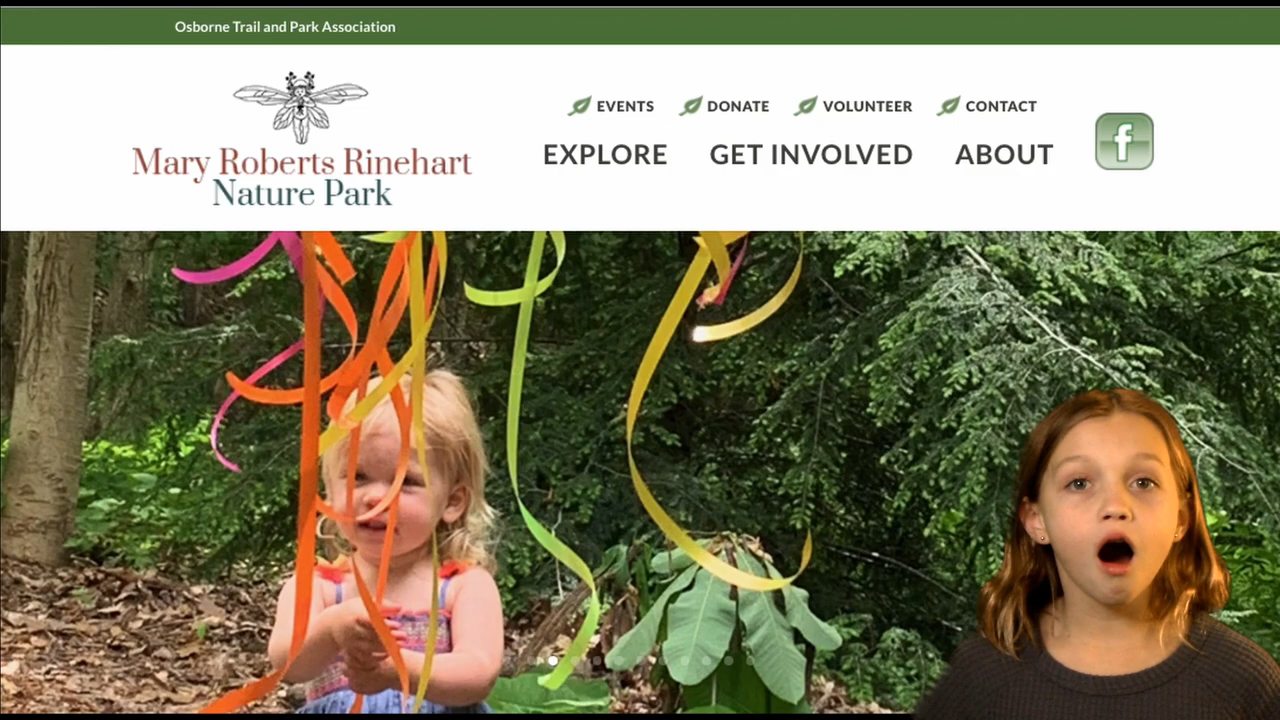 Osborne Trail and Park Association
EVENTS DONATE VOLUNTEER CONTACT
Mary Roberts Rinehart
Nature Park
EXPLORE GET INVOLVED ABOUT
f